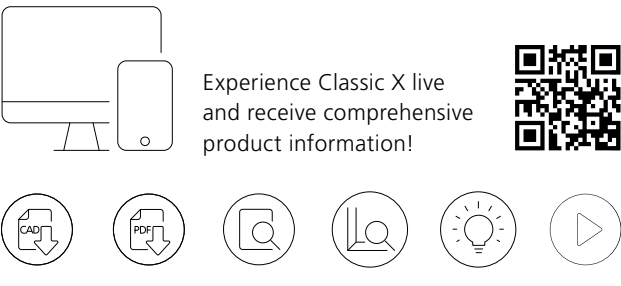 Experience Classic X live
and receive comprehensive
product information!
CAD
PDF